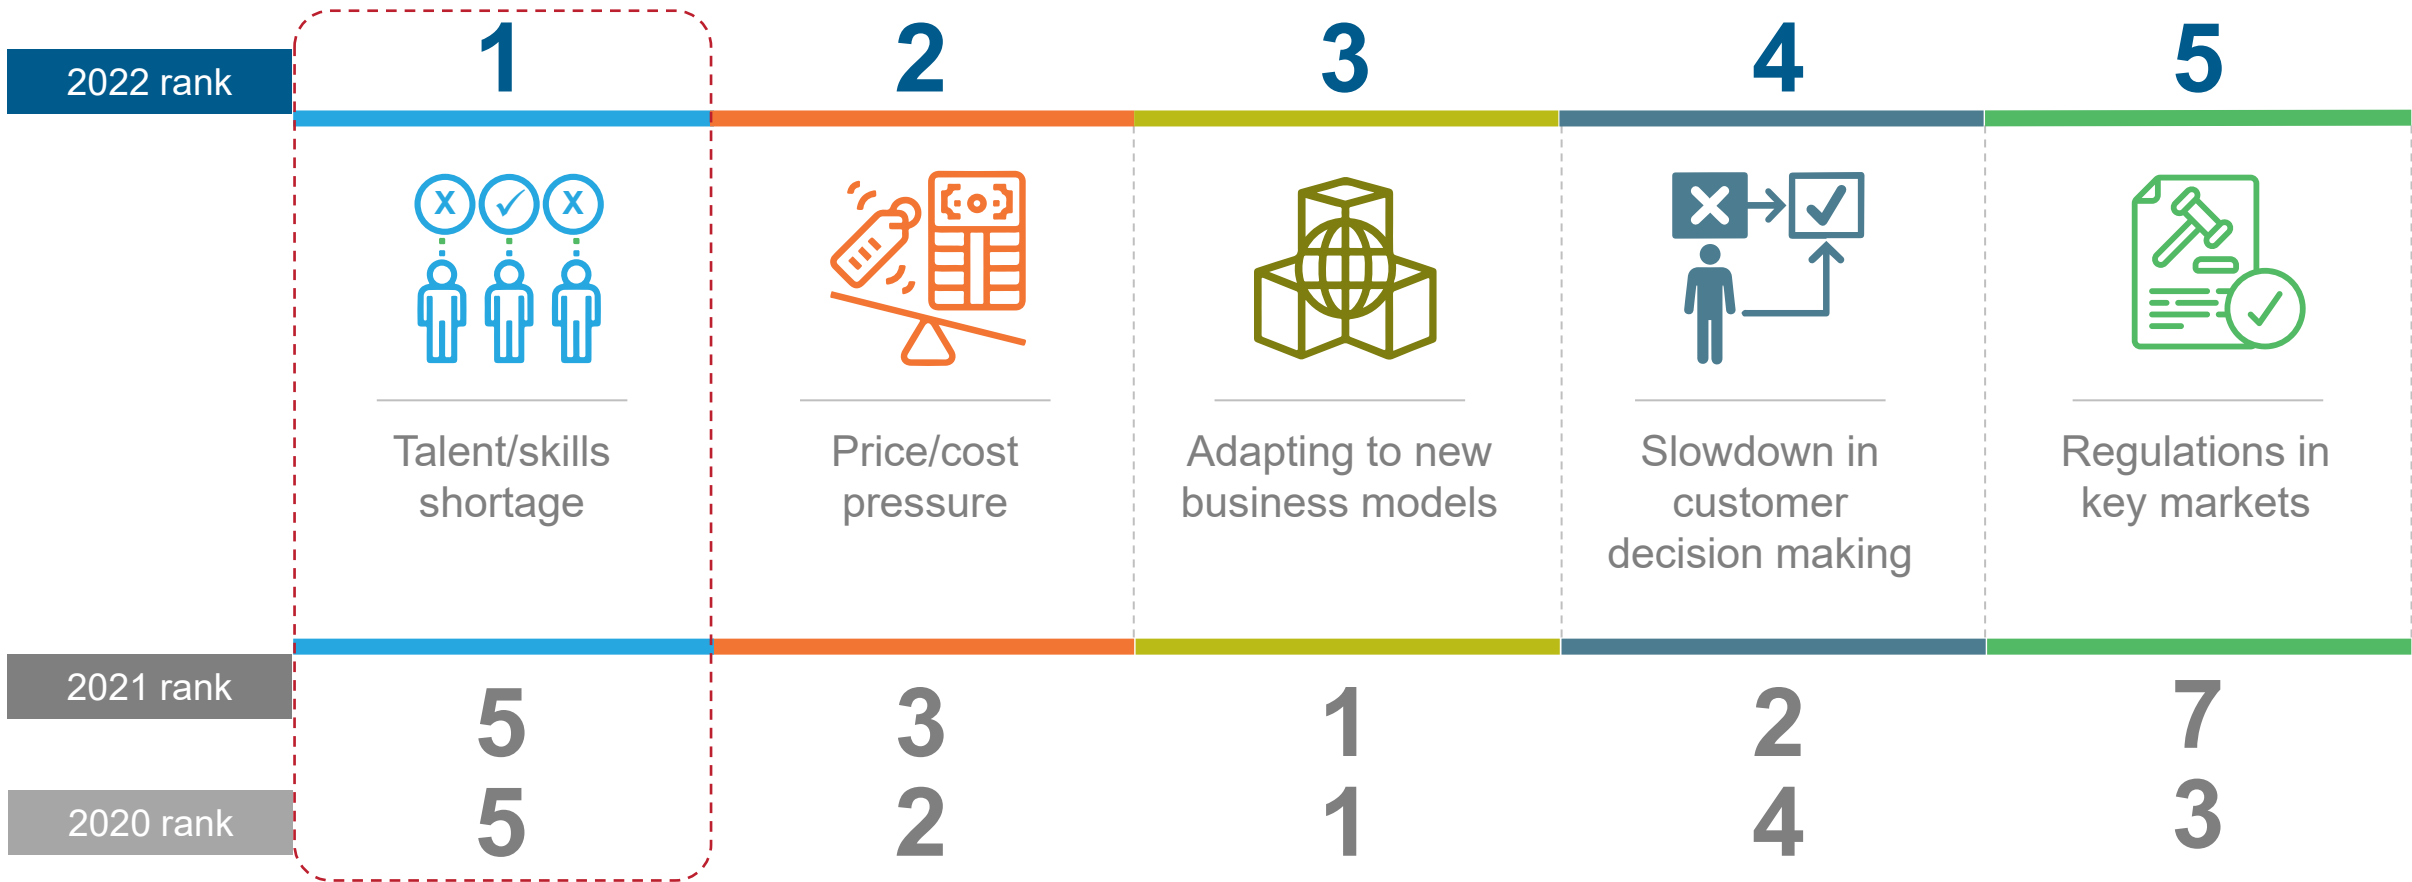 2022 rank
1
2
3
4
5
X
X
Talent/skills
shortage
Price/cost
pressure
Adapting to new
business models
Slowdown in
customer
decision making
Regulations in
key markets
2021 rank
5
3
1
2
7
2020 rank
5
2
1
4
3